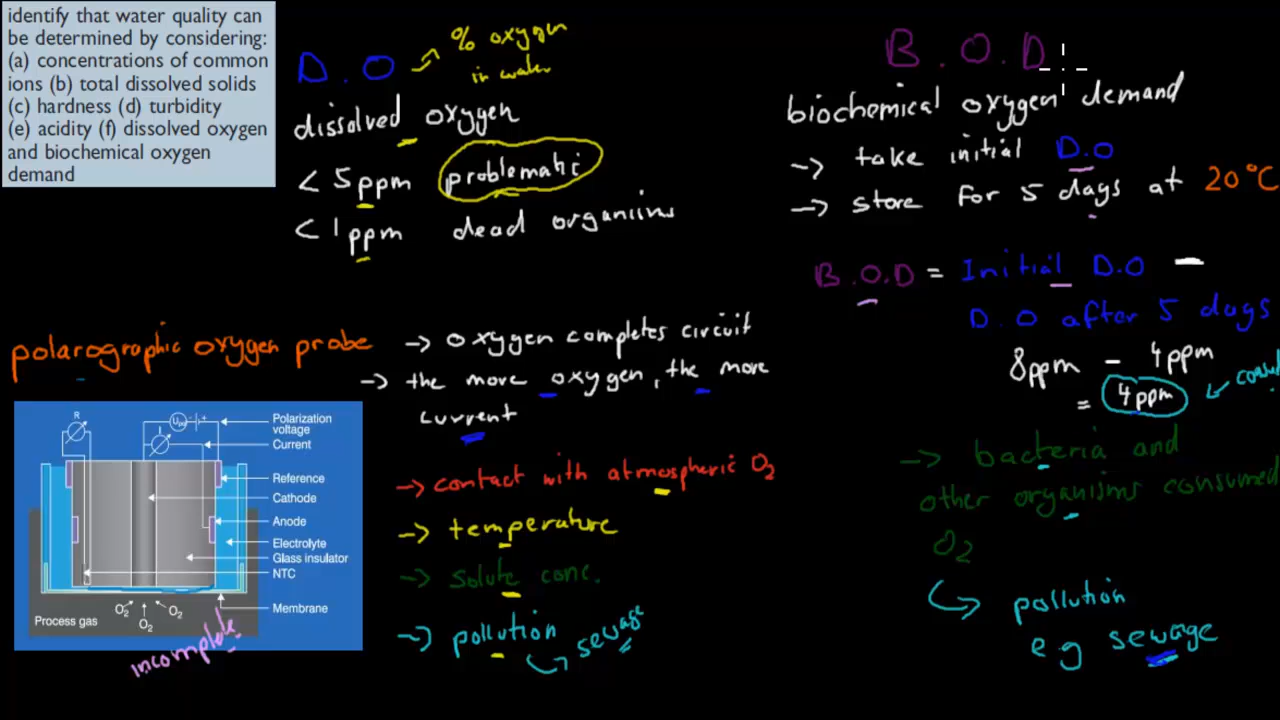 identify that water quality can
be determined by considering:
(a) concentrations of common
ions (b) total dissolved solids
(c) hardness (d) turbidity
(e) acidity (f) dissolved oxygen
and biochemical oxygen
demand
D.O → % oxygen
in water
dissolved oxygen
< 5ppm problematic
< 1ppm dead organisms
polarographic oxygen probe
→ oxygen completes circuit
→ the more oxygen, the more
current
→ contact with atmospheric O₂
→ temperature
→ solute conc.
→ pollution
↳ sewage
R
I
Polarization
voltage
Current
Reference
Cathode
Anode
Electrolyte
Glass insulator
NTC
Membrane
O₂ O₂
O₂
Process gas
incomplete
B.O.D
biochemical oxygen demand
→ take initial D.O
→ store for 5 days at 20°C
B.O.D = Initial D.O -
D.O after 5 days
8ppm - 4ppm
= 4ppm
→ bacteria and
other organisms consumed
O₂
↳ pollution
eg sewage